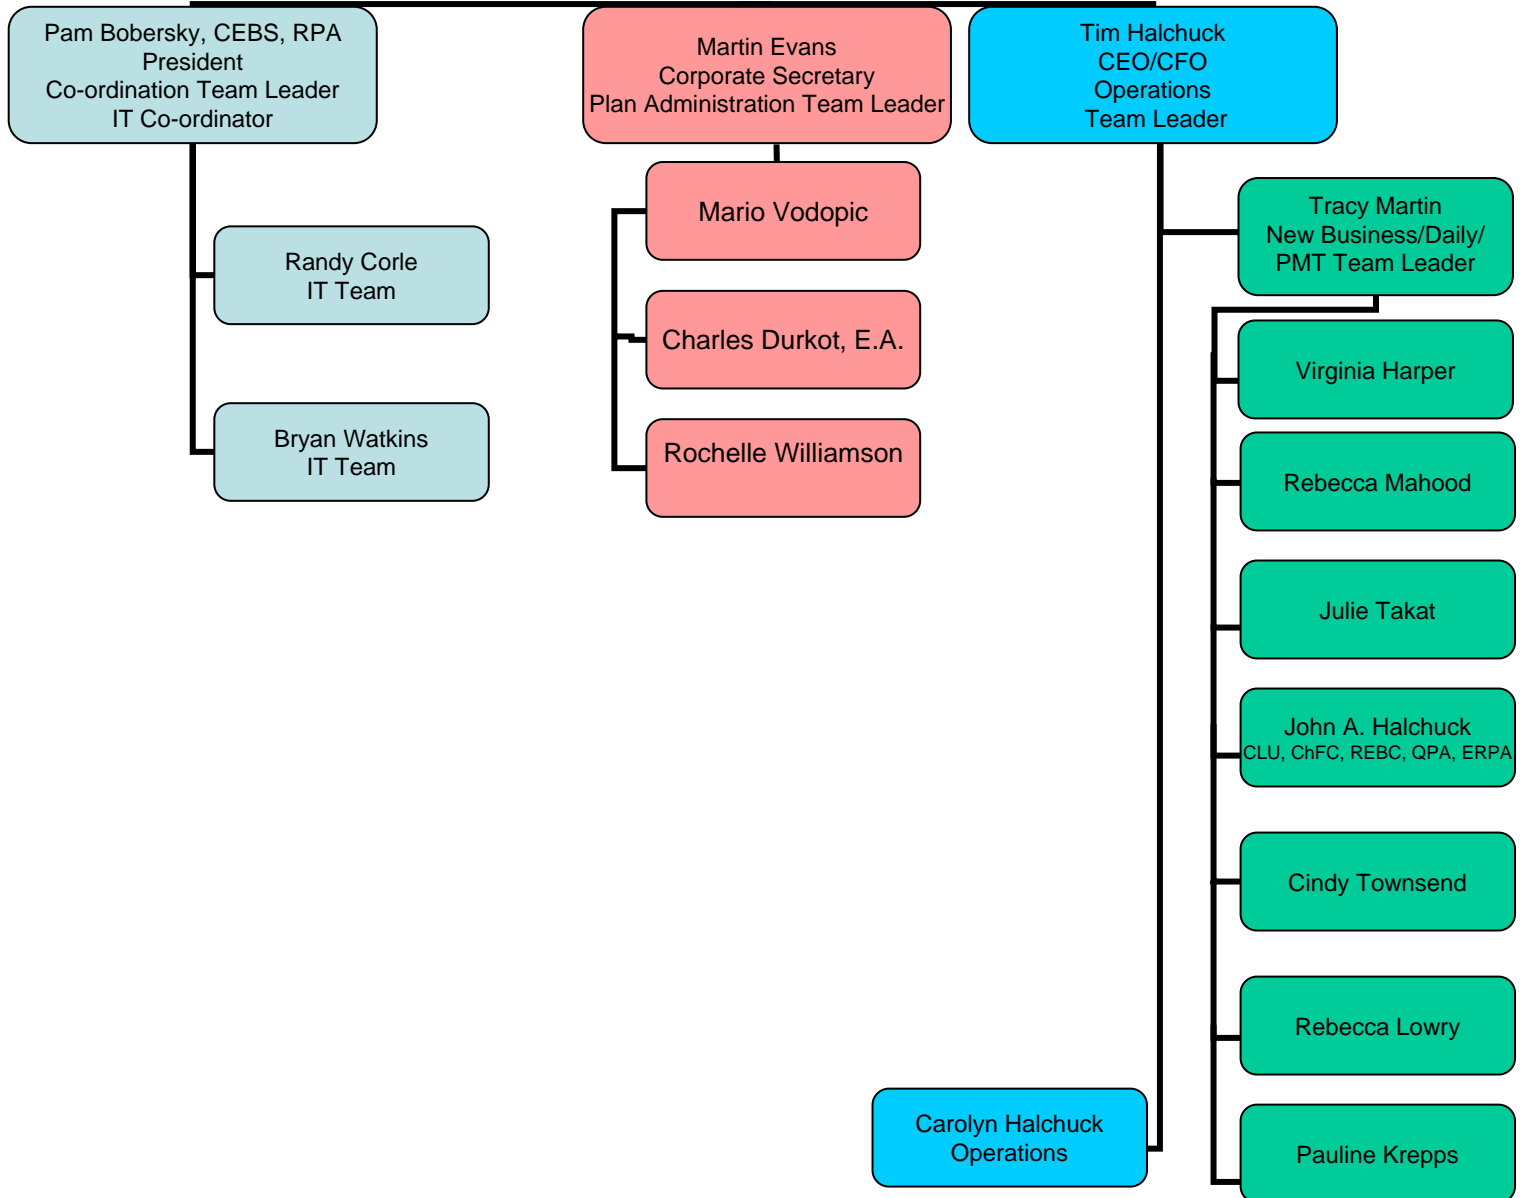 Pam Bobersky, CEBS, RPA
President
Co-ordination Team Leader
IT Co-ordinator
Randy Corle
IT Team
Bryan Watkins
IT Team
Martin Evans
Corporate Secretary
Plan Administration Team Leader
Mario Vodopic
Charles Durkot, E.A.
Rochelle Williamson
Tim Halchuck
CEO/CFO
Operations
Team Leader
Tracy Martin
New Business/Daily/
PMT Team Leader
Virginia Harper
Rebecca Mahood
Julie Takat
John A. Halchuck
CLU, ChFC, REBC, QPA, ERPA
Cindy Townsend
Rebecca Lowry
Pauline Krepps
Carolyn Halchuck
Operations